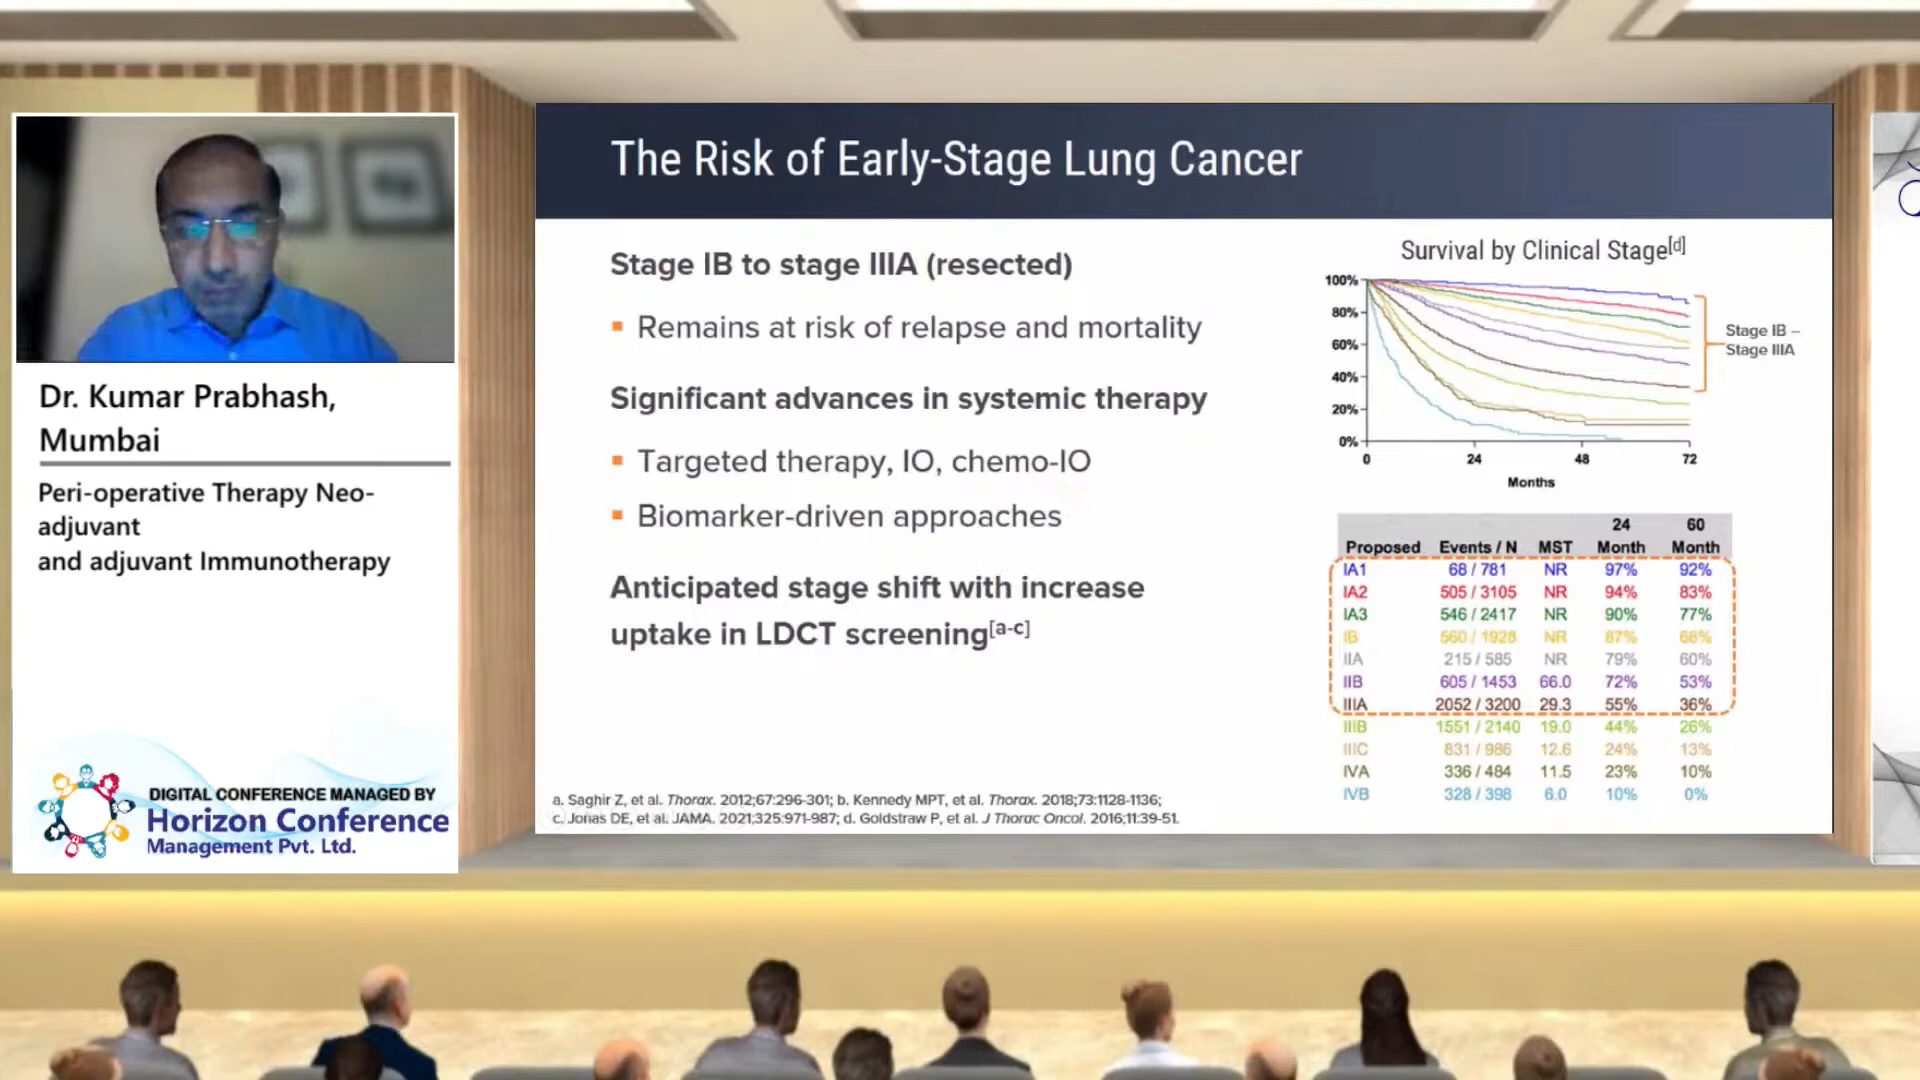 The Risk of Early-Stage Lung Cancer
Stage IB to stage IIIA (resected)
Remains at risk of relapse and mortality
Significant advances in systemic therapy
Targeted therapy, IO, chemo-IO
Biomarker-driven approaches
Anticipated stage shift with increase
uptake in LDCT screening[a-c]
a. Saghir Z, et al. Thorax. 2012;67:296-301; b. Kennedy MPT, et al. Thorax. 2018;73:1128-1136;
c. Jonas DE, et al. JAMA. 2021;325:971-987; d. Goldstraw P, et al. J Thorac Oncol. 2016;11:39-51.
Survival by Clinical Stage[d]
100%
80%
60%
40%
20%
0%
0 24 48 72
Months
Stage IB –
Stage IIIA
24 60
Proposed Events / N MST Month Month
IA1 68 / 781 NR 97% 92%
IA2 505 / 3105 NR 94% 83%
IA3 546 / 2417 NR 90% 77%
IB 560 / 1928 NR 87% 68%
IIA 215 / 585 NR 79% 60%
IIB 605 / 1453 66.0 72% 53%
IIIA 2052 / 3200 29.3 55% 36%
IIIB 1551 / 2140 19.0 44% 26%
IIIC 831 / 986 12.6 24% 13%
IVA 336 / 484 11.5 23% 10%
IVB 328 / 398 6.0 10% 0%
Dr. Kumar Prabhash,
Mumbai
Peri-operative Therapy Neo-
adjuvant
and adjuvant Immunotherapy
DIGITAL CONFERENCE MANAGED BY
Horizon Conference
Management Pvt. Ltd.